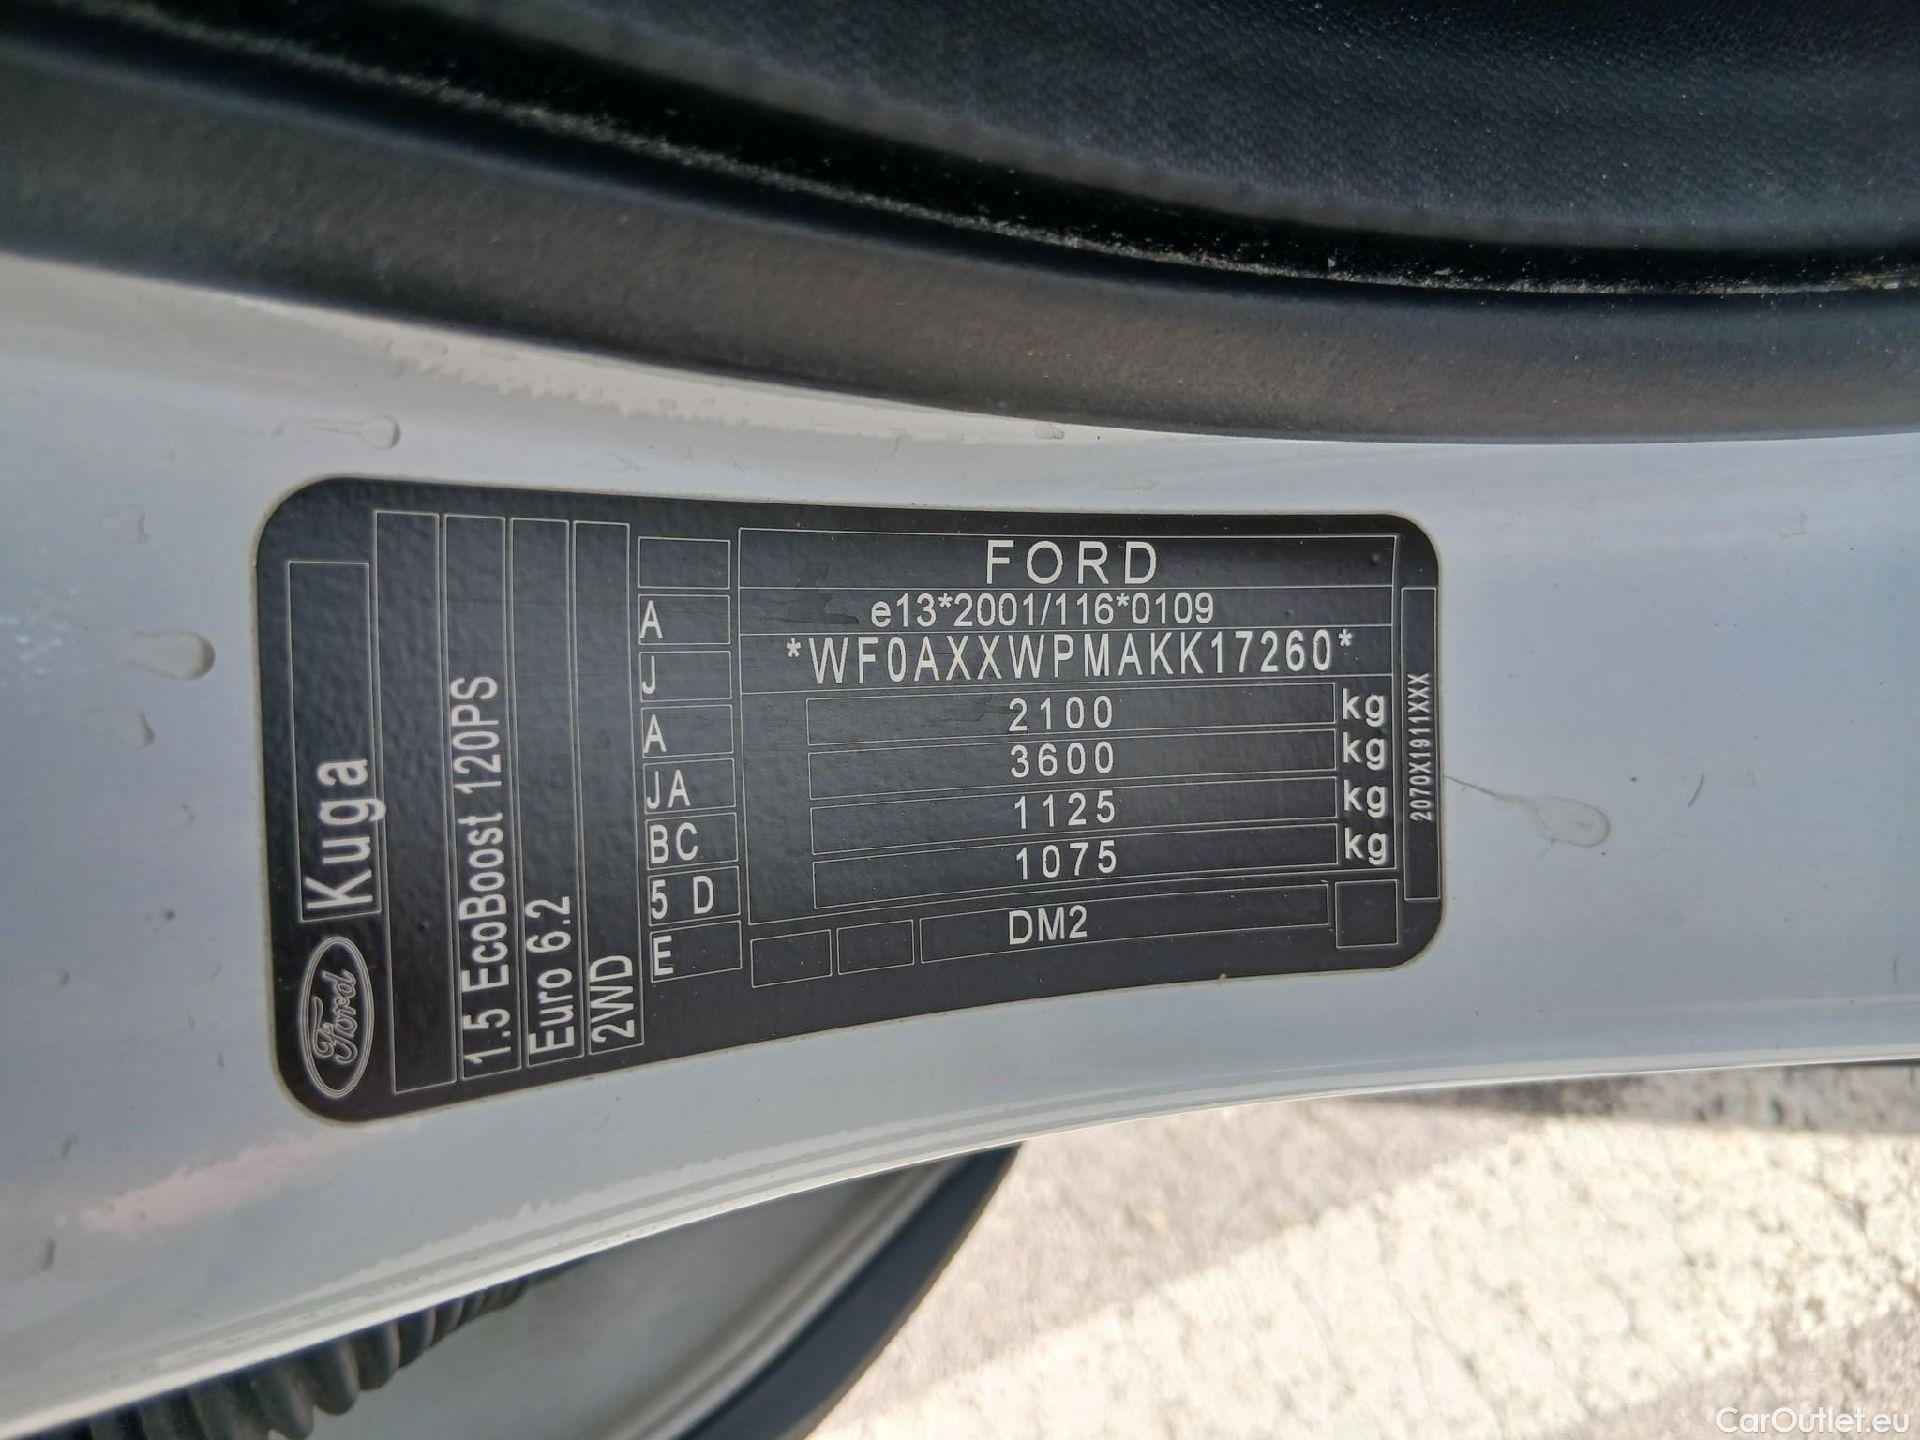 FORD
e13*2001/116*0109
*WF0AXXWPMAKK17260*
2100 kg
3600 kg
1125 kg
1075 kg
DM2
A
J
A
JA
BC
5 D
E
Ford
Kuga
1.5 EcoBoost 120PS
Euro 6.2
2WD
2070X1911XXX
CarOutlet.eu